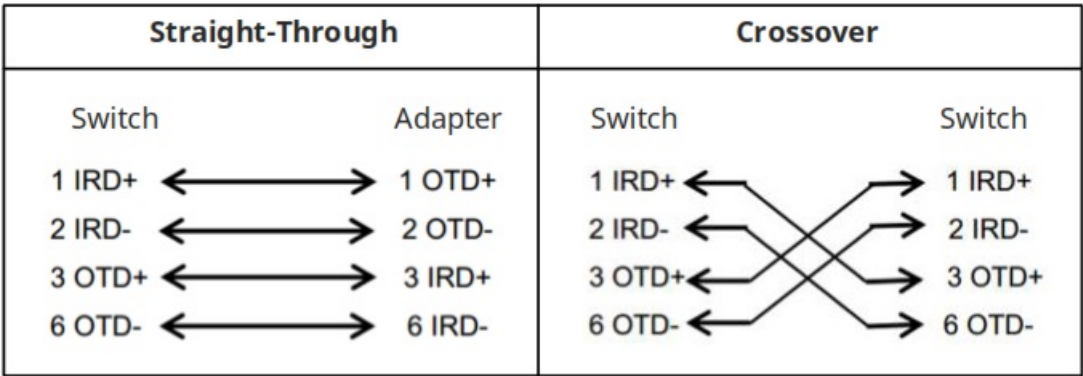 Straight-Through
Crossover
Switch
Adapter
1 IRD+
1 OTD+
2 IRD-
2 OTD-
3 OTD+
3 IRD+
6 OTD-
6 IRD-
Switch
Switch
1 IRD+
1 IRD+
2 IRD-
2 IRD-
3 OTD+
3 OTD+
6 OTD-
6 OTD-